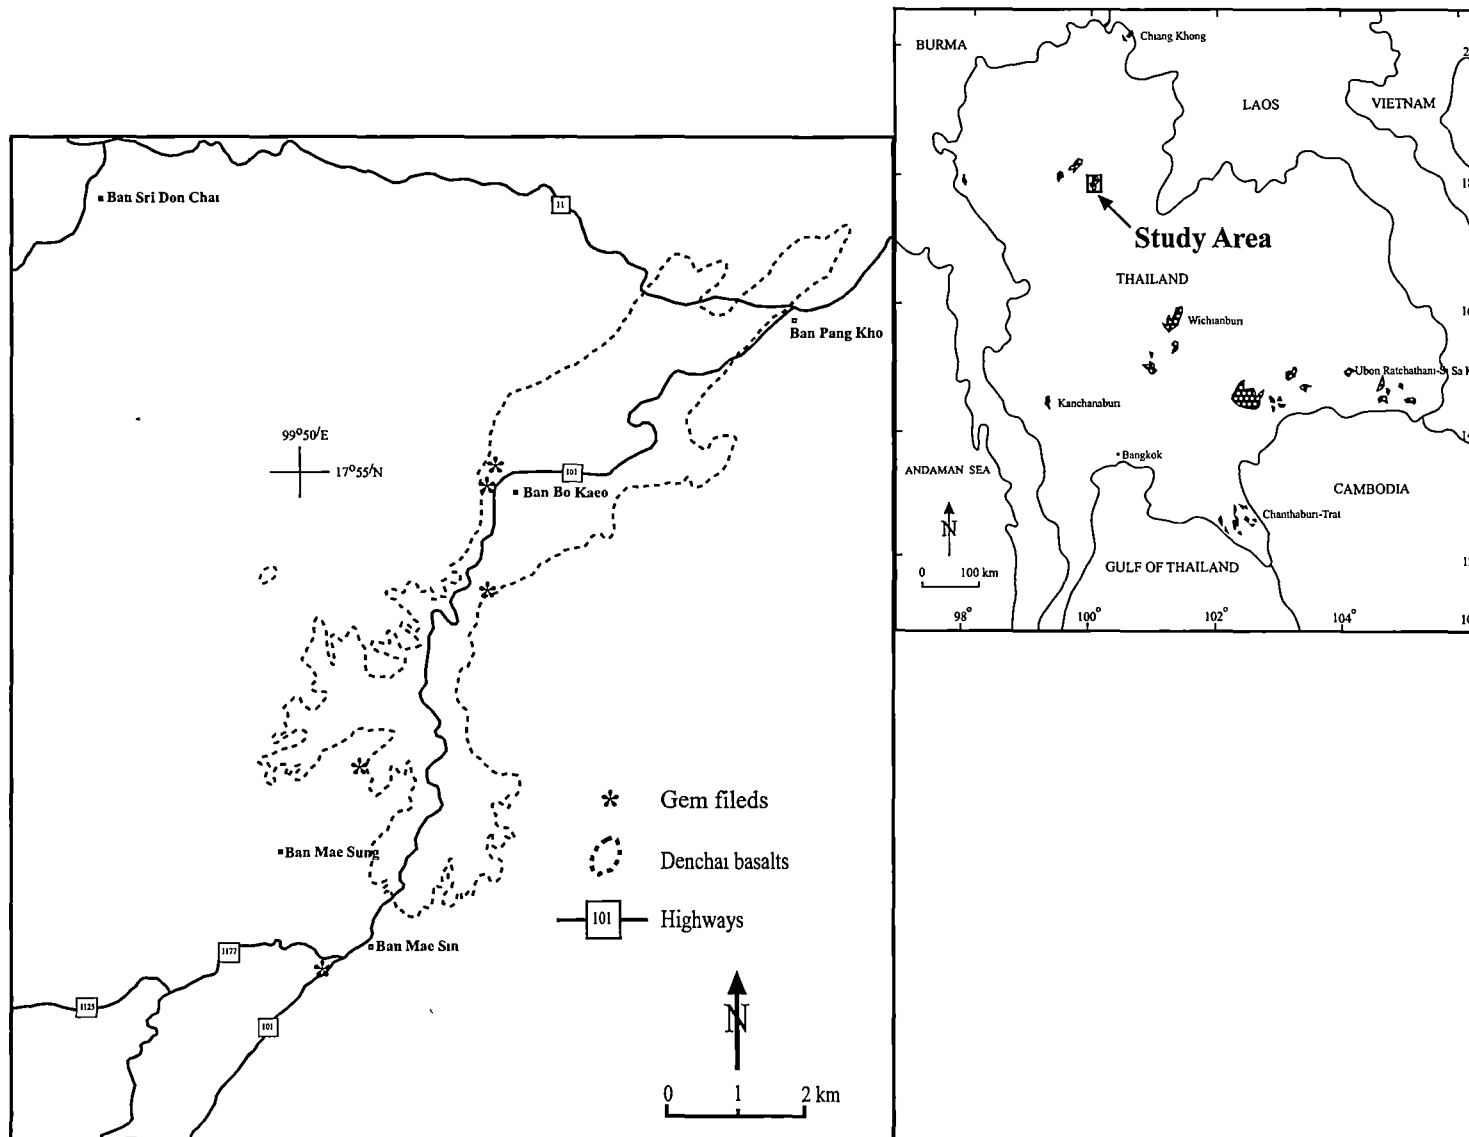 Ban Sri Don Chai
11
Ban Pang Kho
99°50/E
17°55/N
101
Ban Bo Kaeo
Gem fileds
Denchai basalts
101
Highways
Ban Mae Sung
Ban Mae Sin
1177
1125
101
N
0 1 2 km
BURMA
Chiang Khong
LAOS
VIETNAM
Study Area
THAILAND
Wichianburi
Ubon Ratchathani-Si Sa K
Kanchanaburi
Bangkok
ANDAMAN SEA
CAMBODIA
Chanthaburi-Trat
N
0 100 km
GULF OF THAILAND
98° 100° 102° 104°